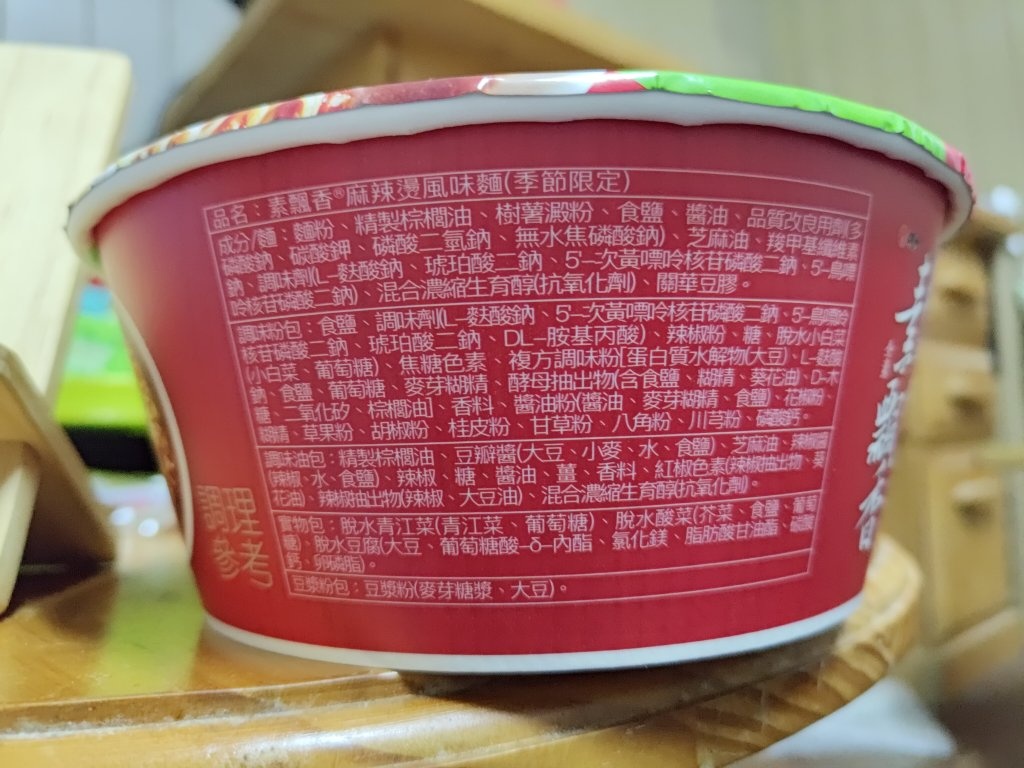 品名：素飄香®麻辣燙風味麵(季節限定)
成分/麵：麵粉、精製棕櫚油、樹薯澱粉、食鹽、醬油、品質改良用劑(多
磷酸鈉、碳酸鉀、磷酸二氫鈉、無水焦磷酸鈉)、芝麻油、羧甲基纖維素
鈉、調味劑(L-麩酸鈉、琥珀酸二鈉、5'-次黃嘌呤核苷磷酸二鈉、5'-鳥嘌
呤核苷磷酸二鈉)、混合濃縮生育醇(抗氧化劑)、關華豆膠。
調味粉包：食鹽、調味劑(L-麩酸鈉、5'-次黃嘌呤核苷磷酸二鈉、5'-鳥嘌呤
核苷磷酸二鈉、琥珀酸二鈉、DL-胺基丙酸)、辣椒粉、糖、脫水小白菜
(小白菜、葡萄糖)、焦糖色素、複方調味粉[蛋白質水解物(大豆)、L-麩酸
鈉、食鹽、葡萄糖、麥芽糊精、酵母抽出物(含食鹽、糊精、葵花油、D-木
糖、二氧化矽、棕櫚油]、香料、醬油粉(醬油、麥芽糊精、食鹽)、花椒粉、
糊精、草果粉、胡椒粉、桂皮粉、甘草粉、八角粉、川芎粉、磷酸鈣。
調味油包：精製棕櫚油、豆瓣醬(大豆、小麥、水、食鹽)、芝麻油、辣椒醬
(辣椒、水、食鹽)、辣椒、糖、醬油、薑、香料、紅椒色素(辣椒抽出物、葵
花油)、辣椒抽出物(辣椒、大豆油)、混合濃縮生育醇(抗氧化劑)。
實物包：脫水青江菜(青江菜、葡萄糖)、脫水酸菜(芥菜、食鹽、葡萄
糖)、脫水豆腐(大豆、葡萄糖酸-δ-內酯、氯化鎂、脂肪酸甘油酯、碳酸
鈣、卵磷脂)。
豆漿粉包：豆漿粉(麥芽糖漿、大豆)。
調理
參考